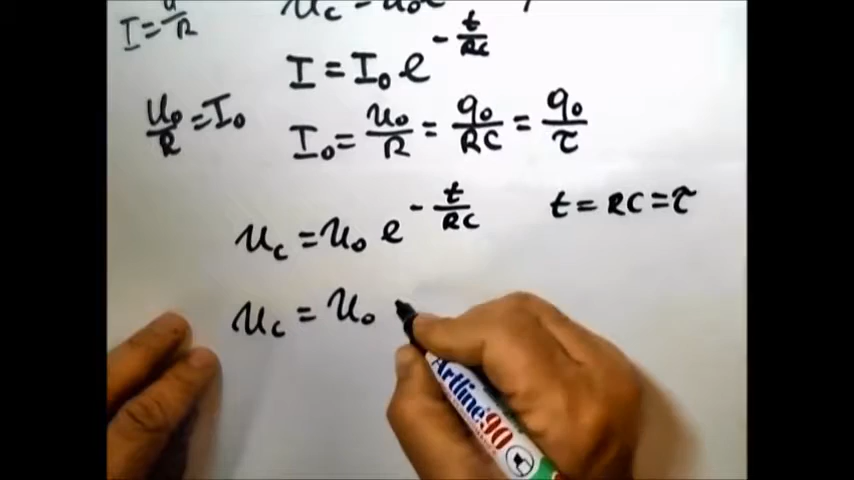 I = u/R
I = I₀ e^(-t/RC)
u₀/R = I₀
I₀ = u₀/R = q₀/RC = q₀/τ
u_c = u₀ e^(-t/RC)
t = RC = τ
u_c = u₀
Artline 90